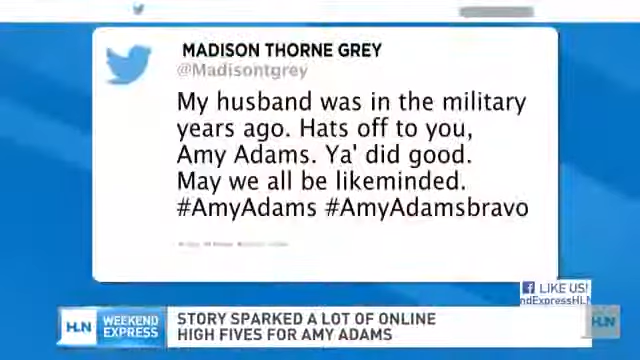 MADISON THORNE GREY
@Madisontgrey
My husband was in the military
years ago. Hats off to you,
Amy Adams. Ya' did good.
May we all be likeminded.
#AmyAdams #AmyAdamsbravo
LIKE US!
ndExpressHLN
HLN
WEEKEND
EXPRESS
STORY SPARKED A LOT OF ONLINE
HIGH FIVES FOR AMY ADAMS
HLN